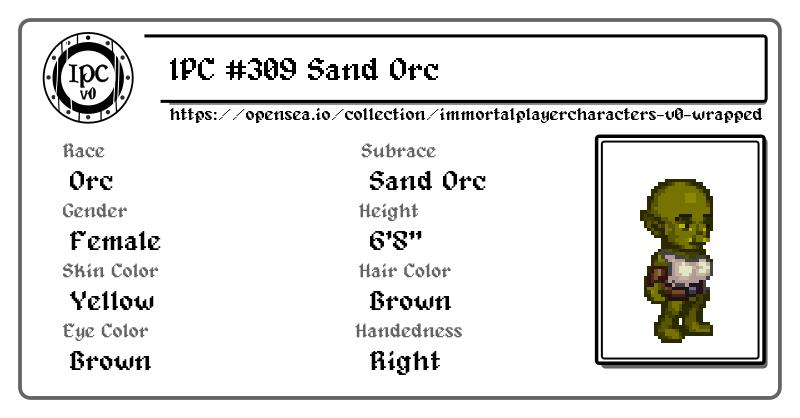 IPC
v0
IPC #309 Sand Orc
https://opensea.io/collection/immortalplayercharacters-v0-wrapped
Race
Subrace
Orc
Sand Orc
Gender
Height
Female
6'8"
Skin Color
Hair Color
Yellow
Brown
Eye Color
Handedness
Brown
Right